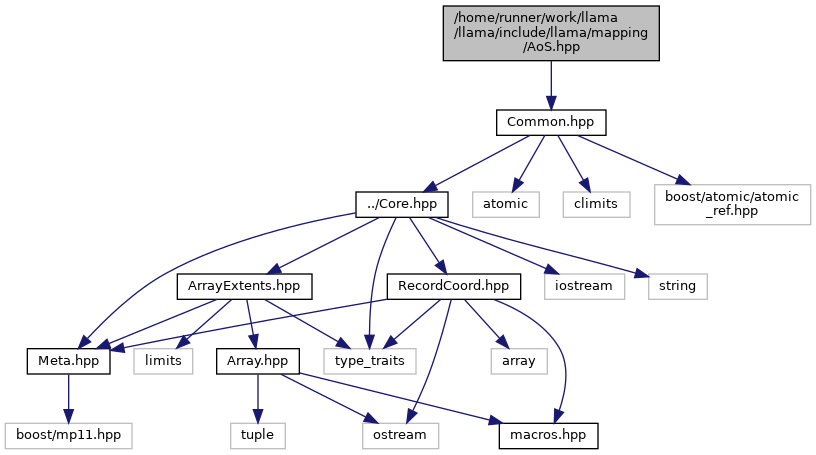 /home/runner/work/llama
/llama/include/llama/mapping
/AoS.hpp
Common.hpp
../Core.hpp
atomic
climits
boost/atomic/atomic
_ref.hpp
ArrayExtents.hpp
RecordCoord.hpp
iostream
string
Meta.hpp
limits
Array.hpp
type_traits
array
boost/mp11.hpp
tuple
ostream
macros.hpp